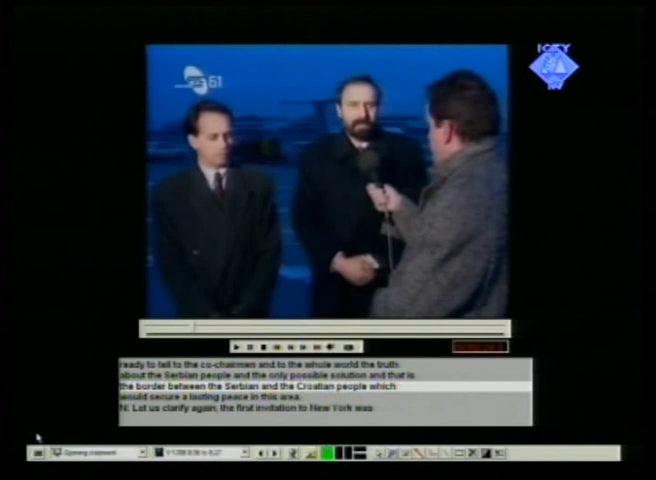 ICTY
TPIY
61
ready to tell to the co-chairmen and to the whole world the truth
about the Serbian people and the only possible solution and that is
the border between the Serbian and the Croatian people which
would secure a lasting peace in this area.
N: Let us clarify again, the first invitation to New York was
Opening statement